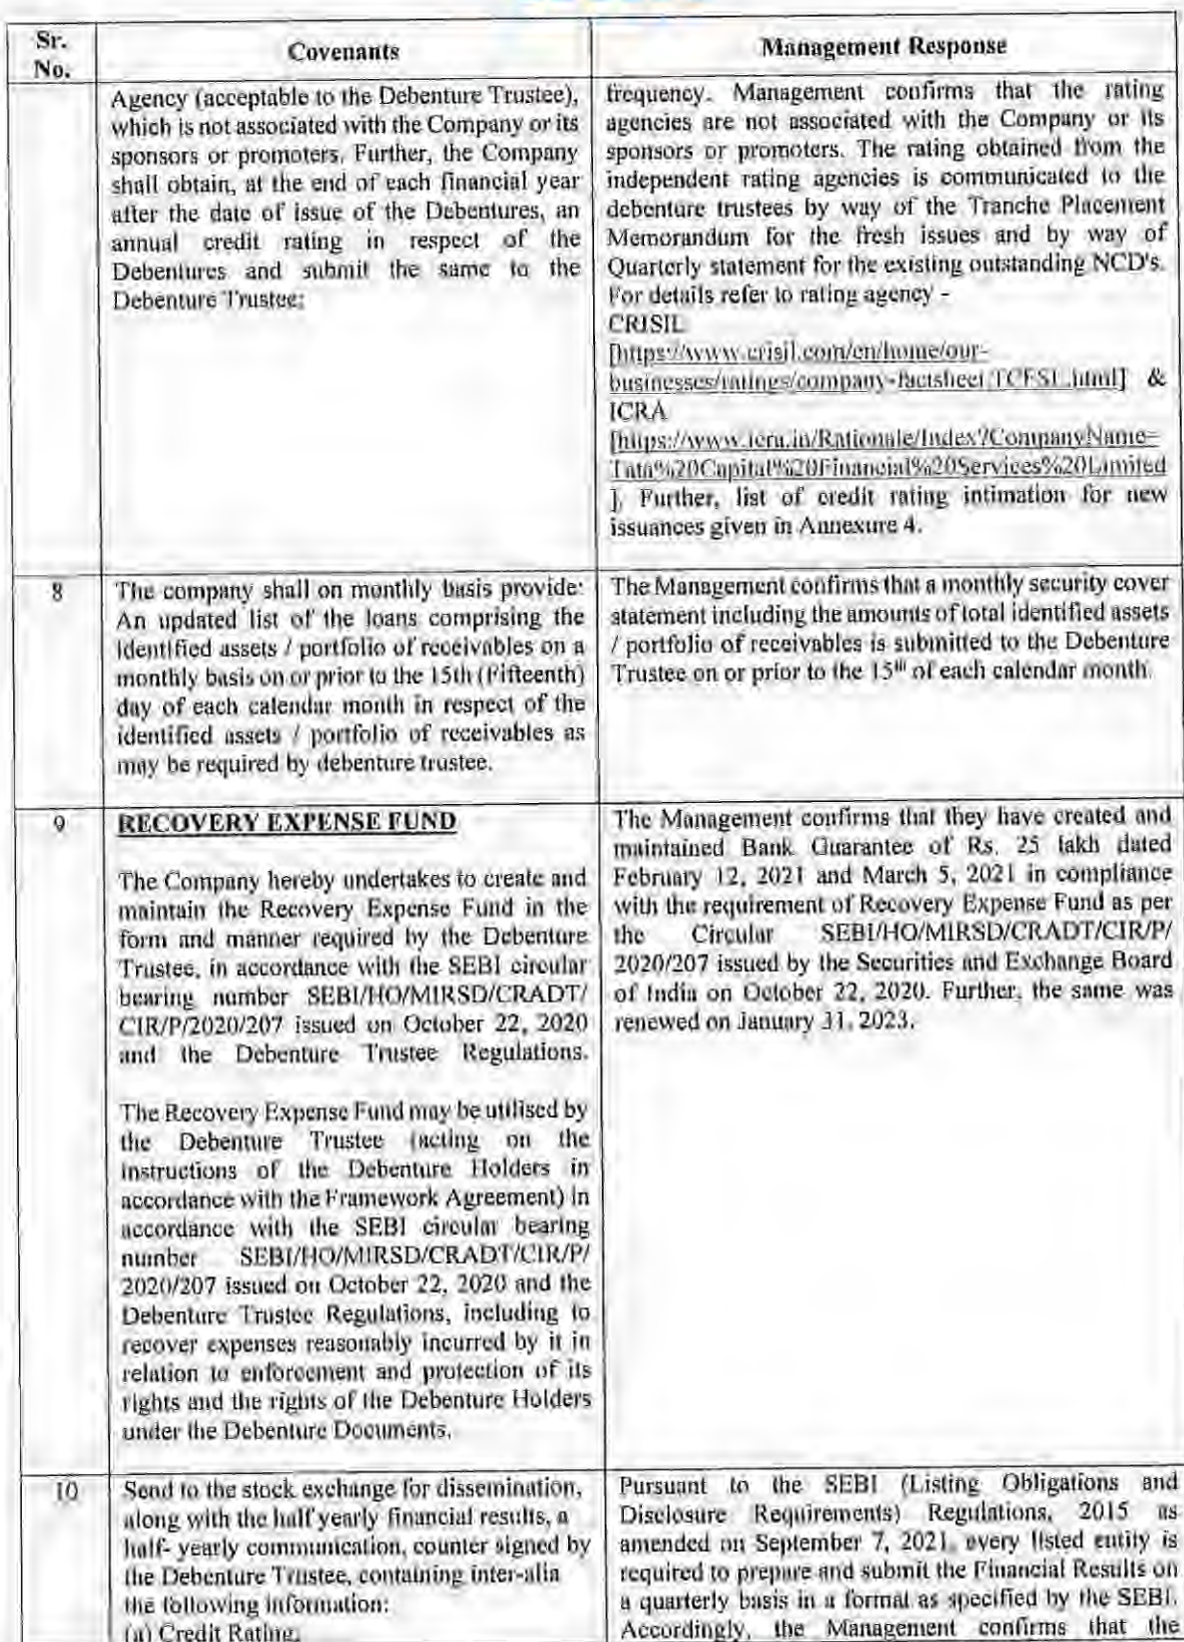 Sr.
No.
Covenants
Management Response
Agency (acceptable to the Debenture Trustee),
which is not associated with the Company or its
sponsors or promoters. Further, the Company
shall obtain, at the end of each financial year
after the date of issue of the Debentures, an
annual credit rating in respect of the
Debentures and submit the same to the
Debenture Trustee;
frequency. Management confirms that the rating
agencies are not associated with the Company or its
sponsors or promoters. The rating obtained from the
independent rating agencies is communicated to the
debenture trustees by way of the Tranche Placement
Memorandum for the fresh issues and by way of
Quarterly statement for the existing outstanding NCD's.
For details refer to rating agency -
CRISIL
[https://www.crisil.com/en/home/our-
businesses/ratings/company-factsheet.TCFSL.html] &
ICRA
[https://www.icra.in/Rationale/Index?CompanyName=
Tata%20Capital%20Financial%20Services%20Limited
]. Further, list of credit rating intimation for new
issuances given in Annexure 4.
8
The company shall on monthly basis provide:
An updated list of the loans comprising the
identified assets / portfolio of receivables on a
monthly basis on or prior to the 15th (Fifteenth)
day of each calendar month in respect of the
identified assets / portfolio of receivables as
may be required by debenture trustee.
The Management confirms that a monthly security cover
statement including the amounts of total identified assets
/ portfolio of receivables is submitted to the Debenture
Trustee on or prior to the 15th of each calendar month.
9
RECOVERY EXPENSE FUND
The Company hereby undertakes to create and
maintain the Recovery Expense Fund in the
form and manner required by the Debenture
Trustee, in accordance with the SEBI circular
bearing number SEBI/HO/MIRSD/CRADT/
CIR/P/2020/207 issued on October 22, 2020
and the Debenture Trustee Regulations.
The Recovery Expense Fund may be utilised by
the Debenture Trustee (acting on the
instructions of the Debenture Holders in
accordance with the Framework Agreement) in
accordance with the SEBI circular bearing
number SEBI/HO/MIRSD/CRADT/CIR/P/
2020/207 issued on October 22, 2020 and the
Debenture Trustee Regulations, including to
recover expenses reasonably incurred by it in
relation to enforcement and protection of its
rights and the rights of the Debenture Holders
under the Debenture Documents.
The Management confirms that they have created and
maintained Bank Guarantee of Rs. 25 lakh dated
February 12, 2021 and March 5, 2021 in compliance
with the requirement of Recovery Expense Fund as per
the Circular SEBI/HO/MIRSD/CRADT/CIR/P/
2020/207 issued by the Securities and Exchange Board
of India on October 22, 2020. Further, the same was
renewed on January 31, 2023.
10
Send to the stock exchange for dissemination,
along with the half yearly financial results, a
half- yearly communication, counter signed by
the Debenture Trustee, containing inter-alia
the following information:
(a) Credit Rating,
Pursuant to the SEBI (Listing Obligations and
Disclosure Requirements) Regulations, 2015 as
amended on September 7, 2021, every listed entity is
required to prepare and submit the Financial Results on
a quarterly basis in a format as specified by the SEBI.
Accordingly, the Management confirms that the